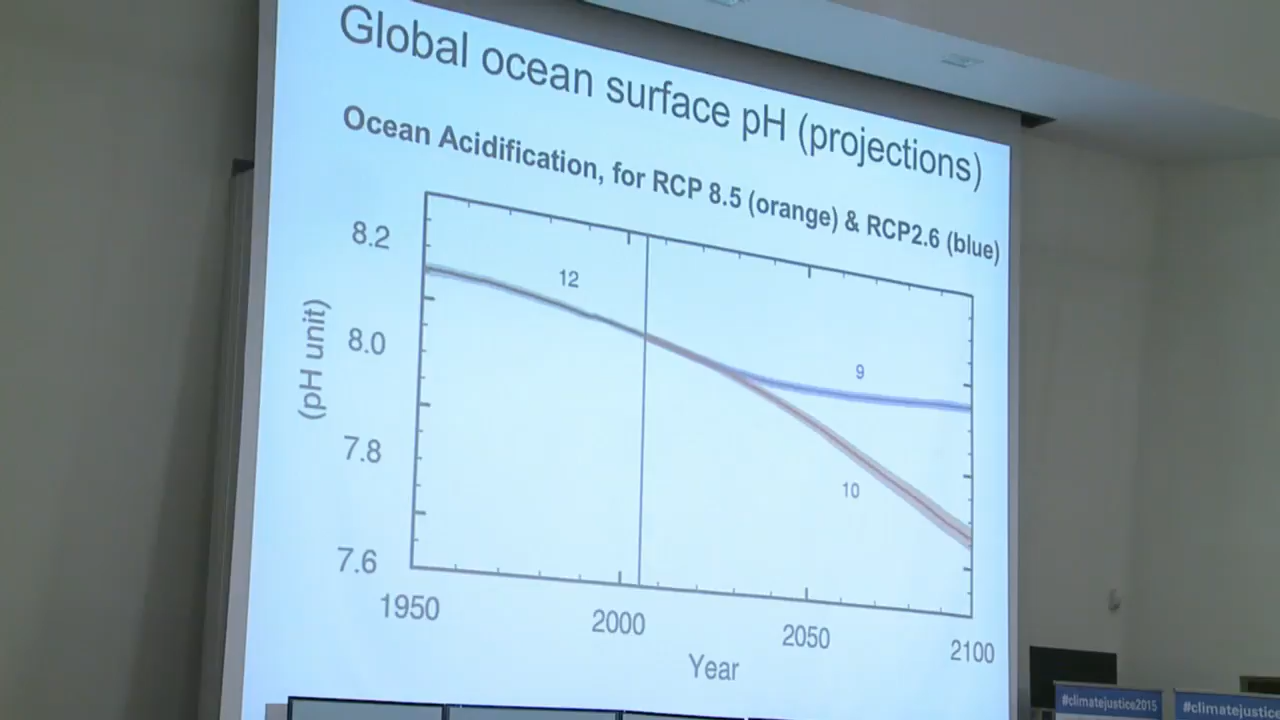 Global ocean surface pH (projections)
Ocean Acidification, for RCP 8.5 (orange) & RCP2.6 (blue)
8.2
8.0
7.8
7.6
(pH unit)
12
9
10
1950
2000
2050
2100
Year
#climatejustice2015
#climatejustice